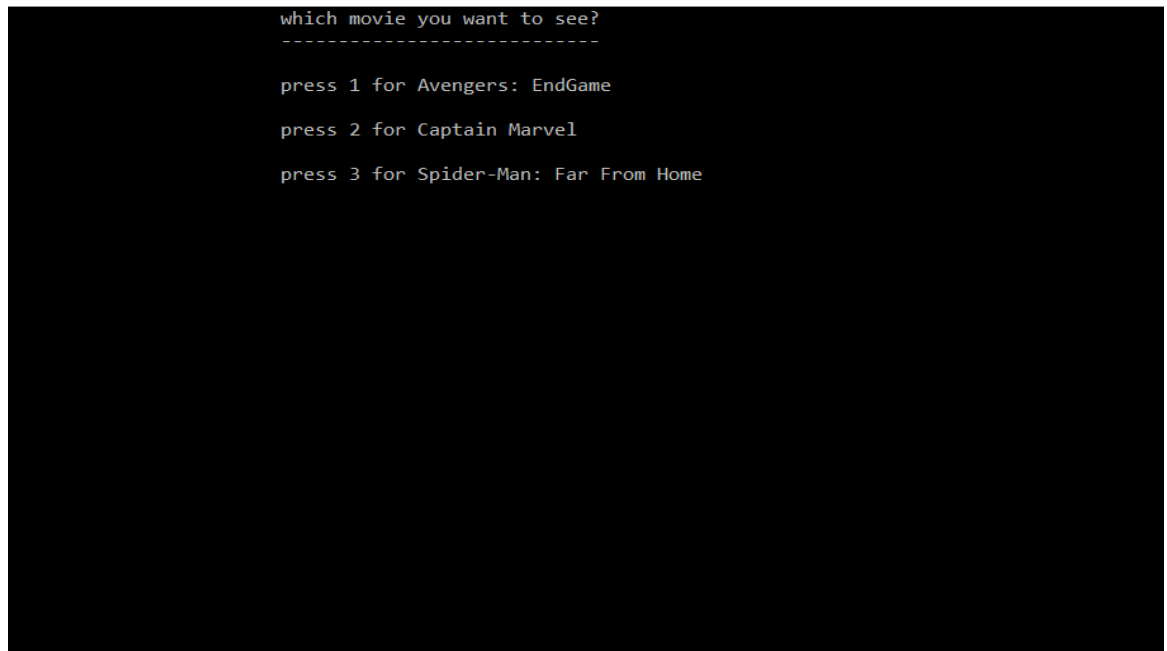 which movie you want to see?
----------------------------
press 1 for Avengers: EndGame
press 2 for Captain Marvel
press 3 for Spider-Man: Far From Home